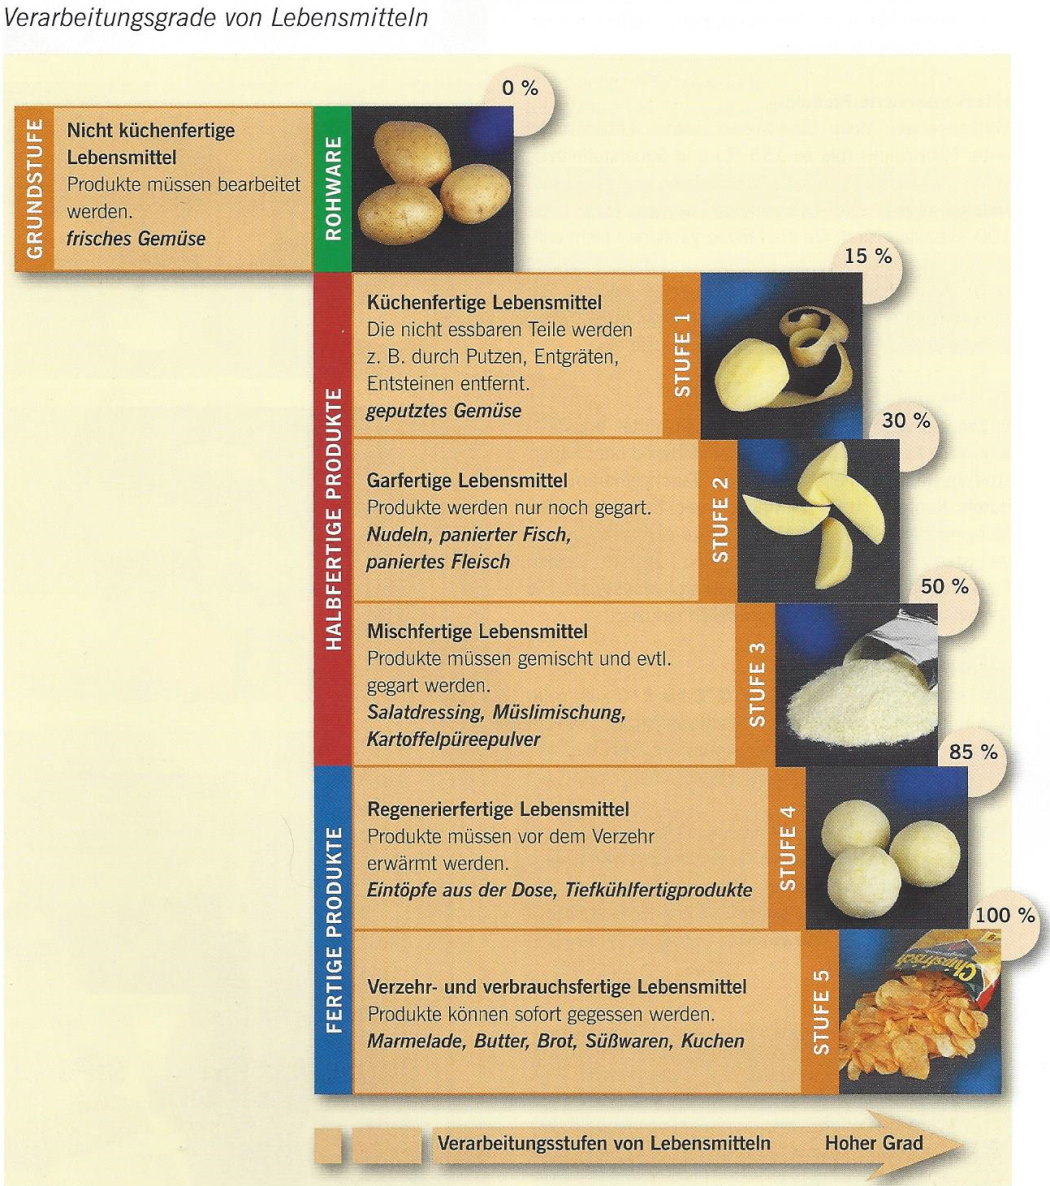 Verarbeitungsgrade von Lebensmitteln
0 %
GRUNDSTUFE
Nicht küchenfertige
Lebensmittel
Produkte müssen bearbeitet
werden.
frisches Gemüse
ROHWARE
15 %
HALBFERTIGE PRODUKTE
Küchenfertige Lebensmittel
Die nicht essbaren Teile werden
z. B. durch Putzen, Entgräten,
Entsteinen entfernt.
geputztes Gemüse
STUFE 1
30 %
Garfertige Lebensmittel
Produkte werden nur noch gegart.
Nudeln, panierter Fisch,
paniertes Fleisch
STUFE 2
50 %
Mischfertige Lebensmittel
Produkte müssen gemischt und evtl.
gegart werden.
Salatdressing, Müslimischung,
Kartoffelpüreepulver
STUFE 3
85 %
FERTIGE PRODUKTE
Regenerierfertige Lebensmittel
Produkte müssen vor dem Verzehr
erwärmt werden.
Eintöpfe aus der Dose, Tiefkühlfertigprodukte
STUFE 4
100 %
Verzehr- und verbrauchsfertige Lebensmittel
Produkte können sofort gegessen werden.
Marmelade, Butter, Brot, Süßwaren, Kuchen
STUFE 5
Chipsfrisch
Verarbeitungsstufen von Lebensmitteln Hoher Grad